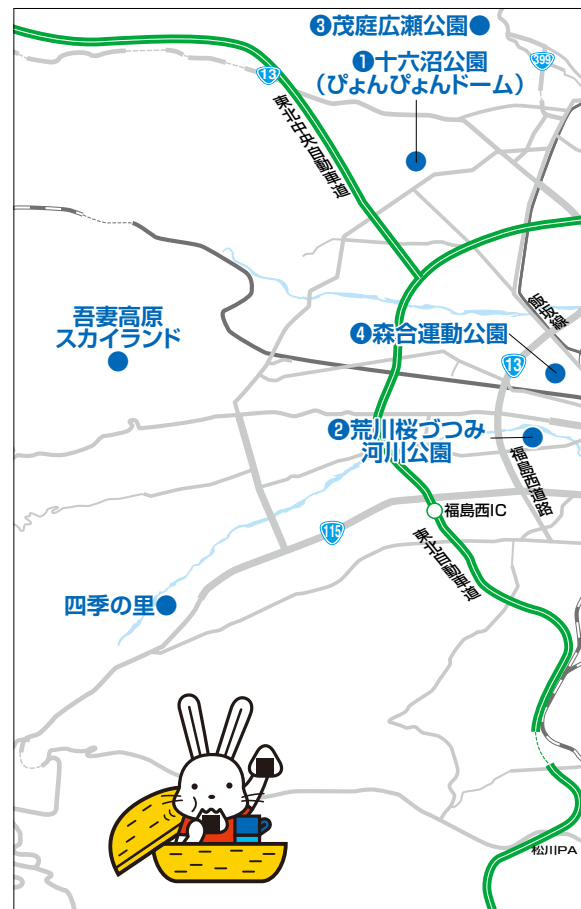 ❸茂庭広瀬公園
❶十六沼公園
(ぴょんぴょんドーム)
399
13
東北中央自動車道
飯坂線
吾妻高原
スカイランド
❹森合運動公園
13
❷荒川桜づつみ
河川公園
福島西道路
福島西IC
115
東北自動車道
四季の里
松川PA